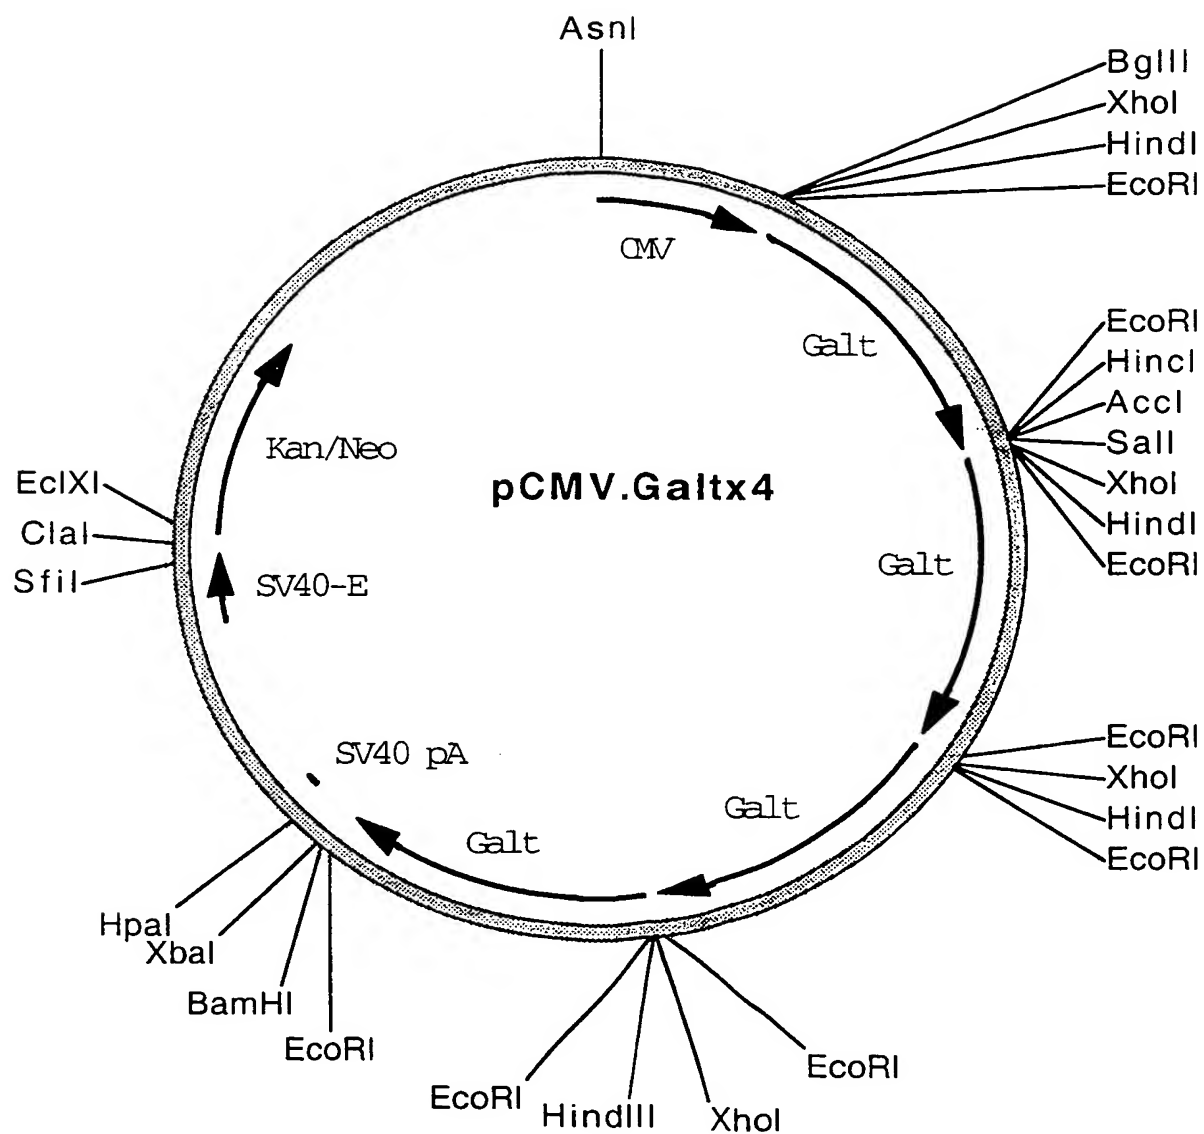 AsnI
BglII
XhoI
HindI
EcoRI
CMV
EcoRI
Galt
HincI
AccI
SalI
Kan/Neo
pCMV.Galtx4
XhoI
EclXI
HindI
ClaI
EcoRI
Galt
SfiI
SV40-E
EcoRI
SV40 pA
XhoI
Galt
HindI
Galt
EcoRI
HpaI
XbaI
BamHI
EcoRI
EcoRI
EcoRI
HindIII
XhoI